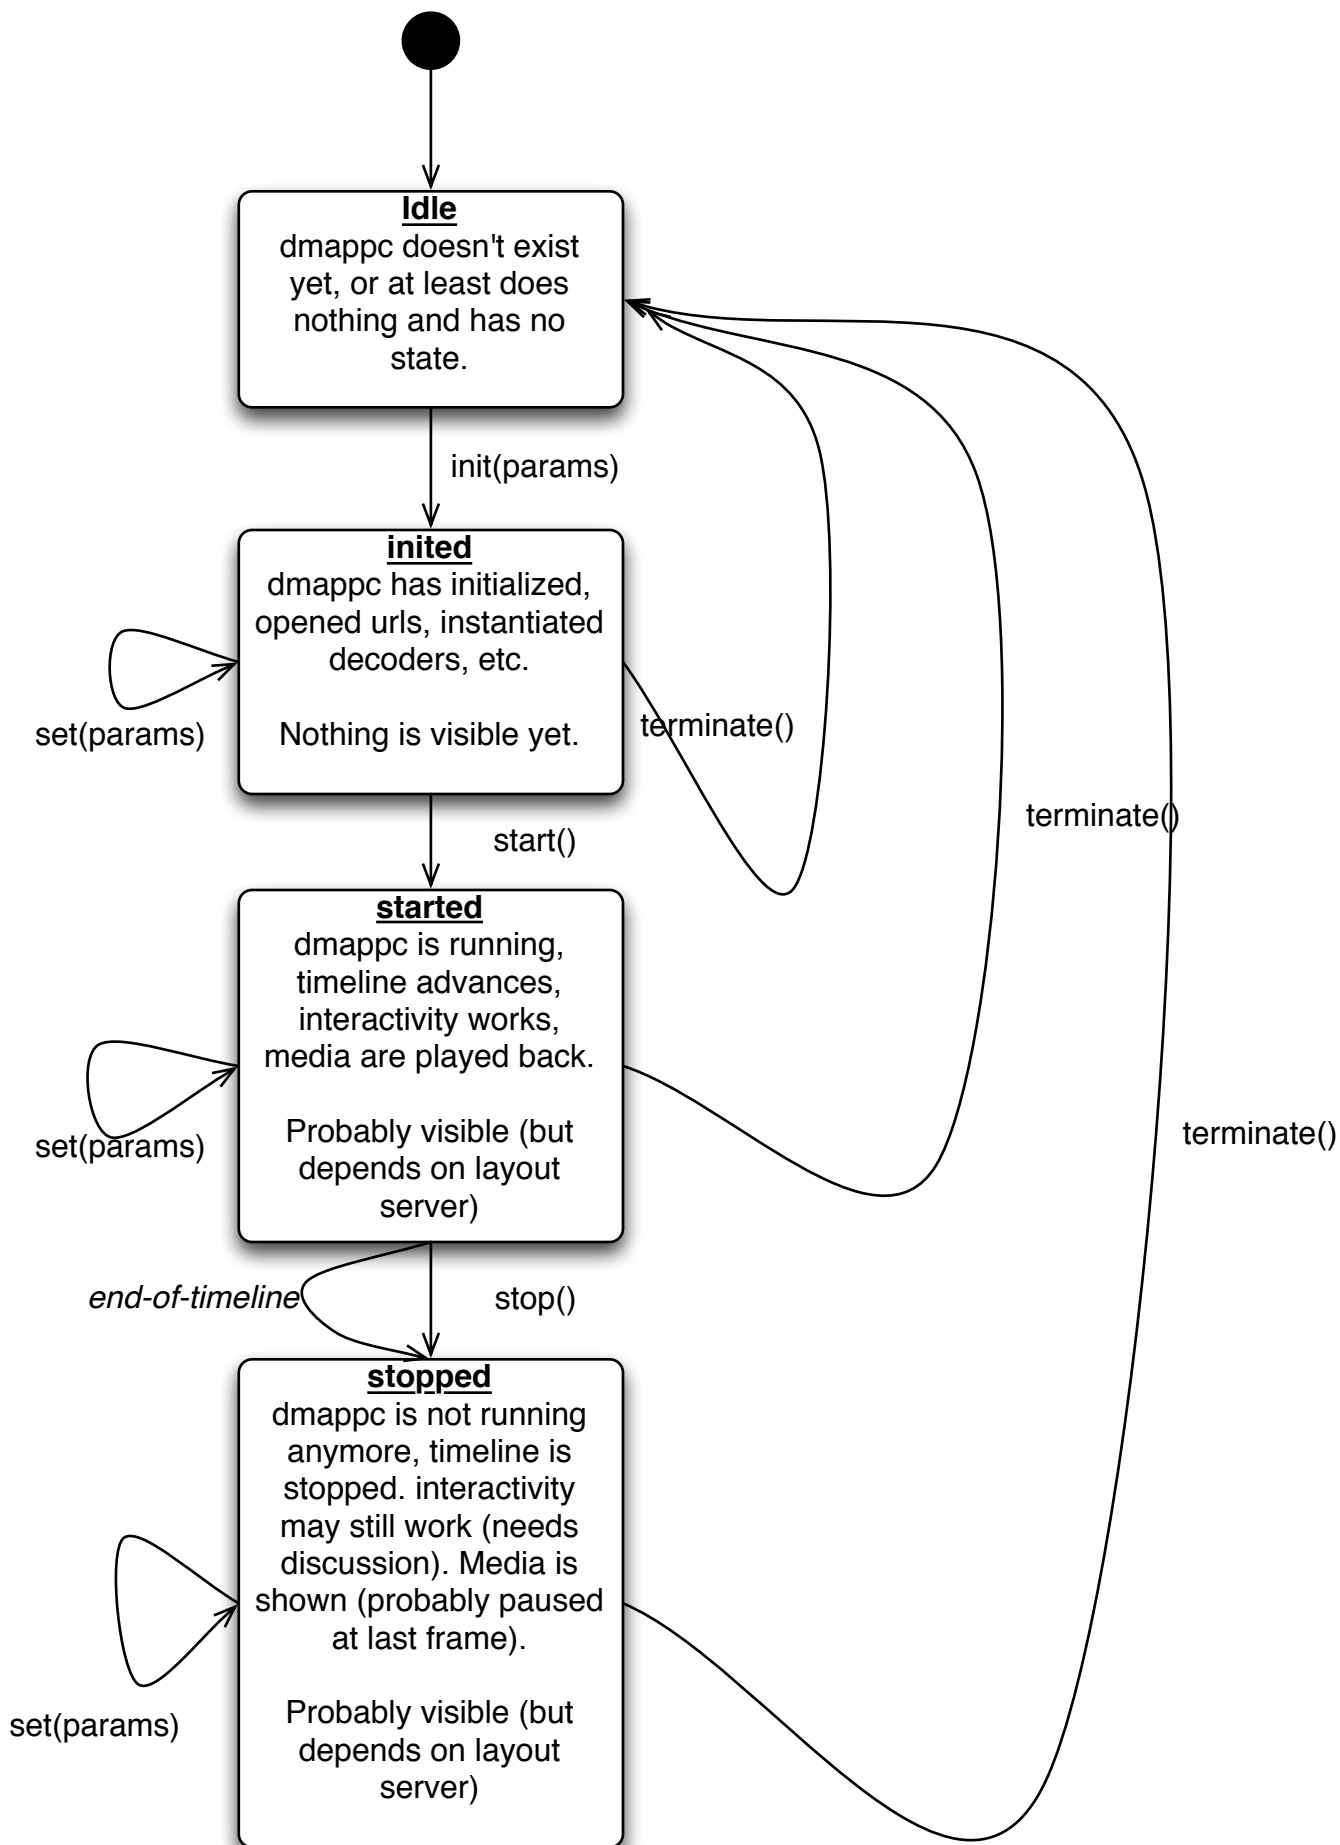 Idle
dmappc doesn't exist
yet, or at least does
nothing and has no
state.
init(params)
inited
dmappc has initialized,
opened urls, instantiated
decoders, etc.
Nothing is visible yet.
set(params)
terminate()
terminate()
start()
started
dmappc is running,
timeline advances,
interactivity works,
media are played back.
Probably visible (but
depends on layout
server)
set(params)
terminate()
end-of-timeline
stop()
stopped
dmappc is not running
anymore, timeline is
stopped. interactivity
may still work (needs
discussion). Media is
shown (probably paused
at last frame).
Probably visible (but
depends on layout
server)
set(params)